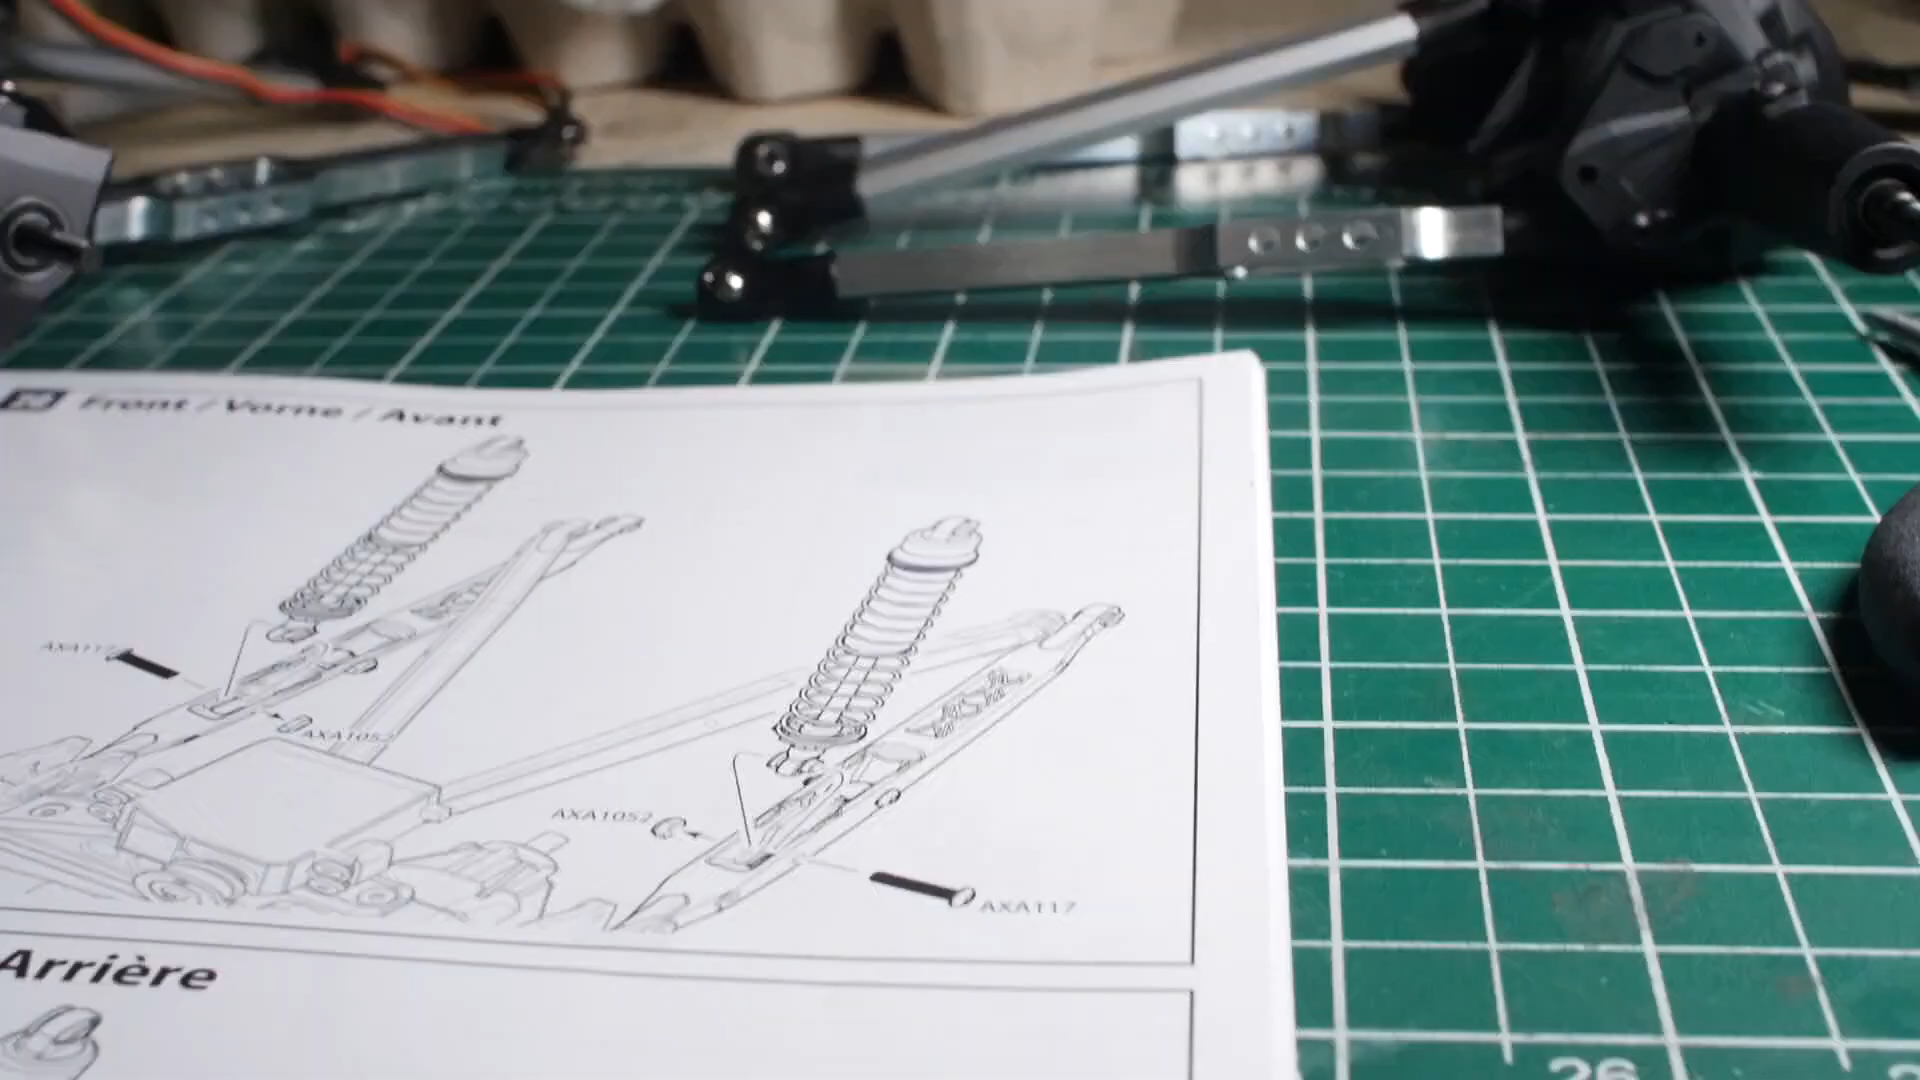 Front / Vorne / Avant
AXA117
AXA1052
AXA1052
AXA117
Arrière
26